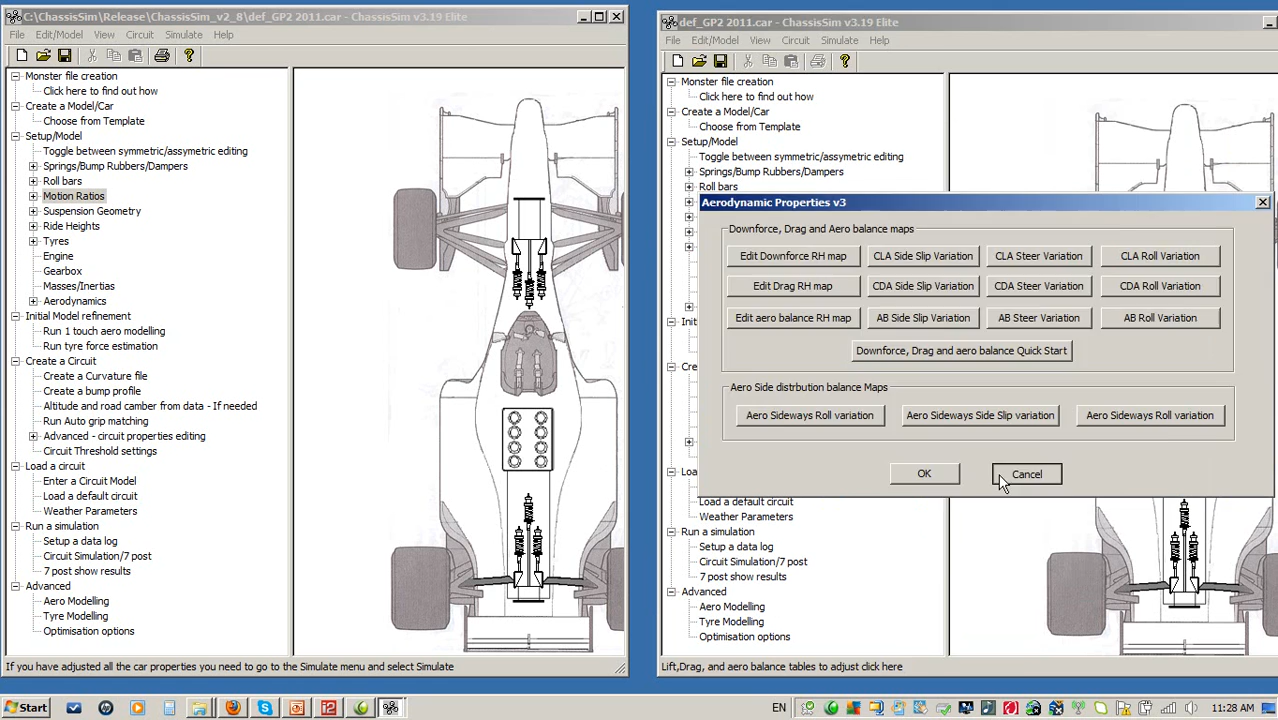 C:\ChassisSim\Release\ChassisSim_v2_8\def_GP2 2011.car - ChassisSim v3.19 Elite
File Edit/Model View Circuit Simulate Help
Monster file creation
Click here to find out how
Create a Model/Car
Choose from Template
Setup/Model
Toggle between symmetric/assymetric editing
Springs/Bump Rubbers/Dampers
Roll bars
Motion Ratios
Suspension Geometry
Ride Heights
Tyres
Engine
Gearbox
Masses/Inertias
Aerodynamics
Initial Model refinement
Run 1 touch aero modelling
Run tyre force estimation
Create a Circuit
Create a Curvature file
Create a bump profile
Altitude and road camber from data - If needed
Run Auto grip matching
Advanced - circuit properties editing
Circuit Threshold settings
Load a circuit
Enter a Circuit Model
Load a default circuit
Weather Parameters
Run a simulation
Setup a data log
Circuit Simulation/7 post
7 post show results
Advanced
Aero Modelling
Tyre Modelling
Optimisation options
If you have adjusted all the car properties you need to go to the Simulate menu and select Simulate
def_GP2 2011.car - ChassisSim v3.19 Elite
File Edit/Model View Circuit Simulate Help
Monster file creation
Click here to find out how
Create a Model/Car
Choose from Template
Setup/Model
Toggle between symmetric/assymetric editing
Springs/Bump Rubbers/Dampers
Roll bars
Aerodynamic Properties v3
Downforce, Drag and Aero balance maps
Edit Downforce RH map CLA Side Slip Variation CLA Steer Variation CLA Roll Variation
Edit Drag RH map CDA Side Slip Variation CDA Steer Variation CDA Roll Variation
Edit aero balance RH map AB Side Slip Variation AB Steer Variation AB Roll Variation
Downforce, Drag and aero balance Quick Start
Aero Side distrbution balance Maps
Aero Sideways Roll variation Aero Sideways Side Slip variation Aero Sideways Roll variation
OK Cancel
Init
Cre
Loa
Load a default circuit
Weather Parameters
Run a simulation
Setup a data log
Circuit Simulation/7 post
7 post show results
Advanced
Aero Modelling
Tyre Modelling
Optimisation options
Lift,Drag, and aero balance tables to adjust click here
Start
EN
11:28 AM